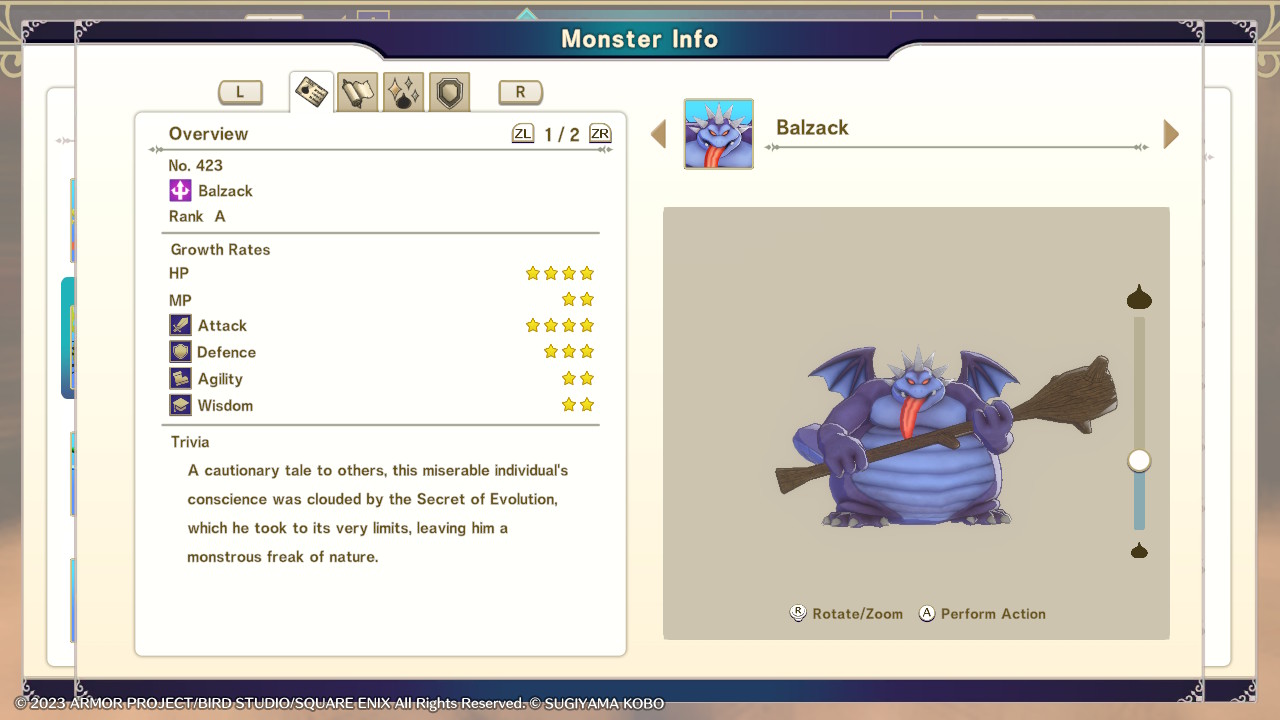 Monster Info
L
R
Overview
ZL 1 / 2 ZR
No. 423
Balzack
Rank A
Growth Rates
HP
MP
Attack
Defence
Agility
Wisdom
Trivia
A cautionary tale to others, this miserable individual's
conscience was clouded by the Secret of Evolution,
which he took to its very limits, leaving him a
monstrous freak of nature.
Balzack
R Rotate/Zoom A Perform Action
© 2023 ARMOR PROJECT/BIRD STUDIO/SQUARE ENIX All Rights Reserved. © SUGIYAMA KOBO